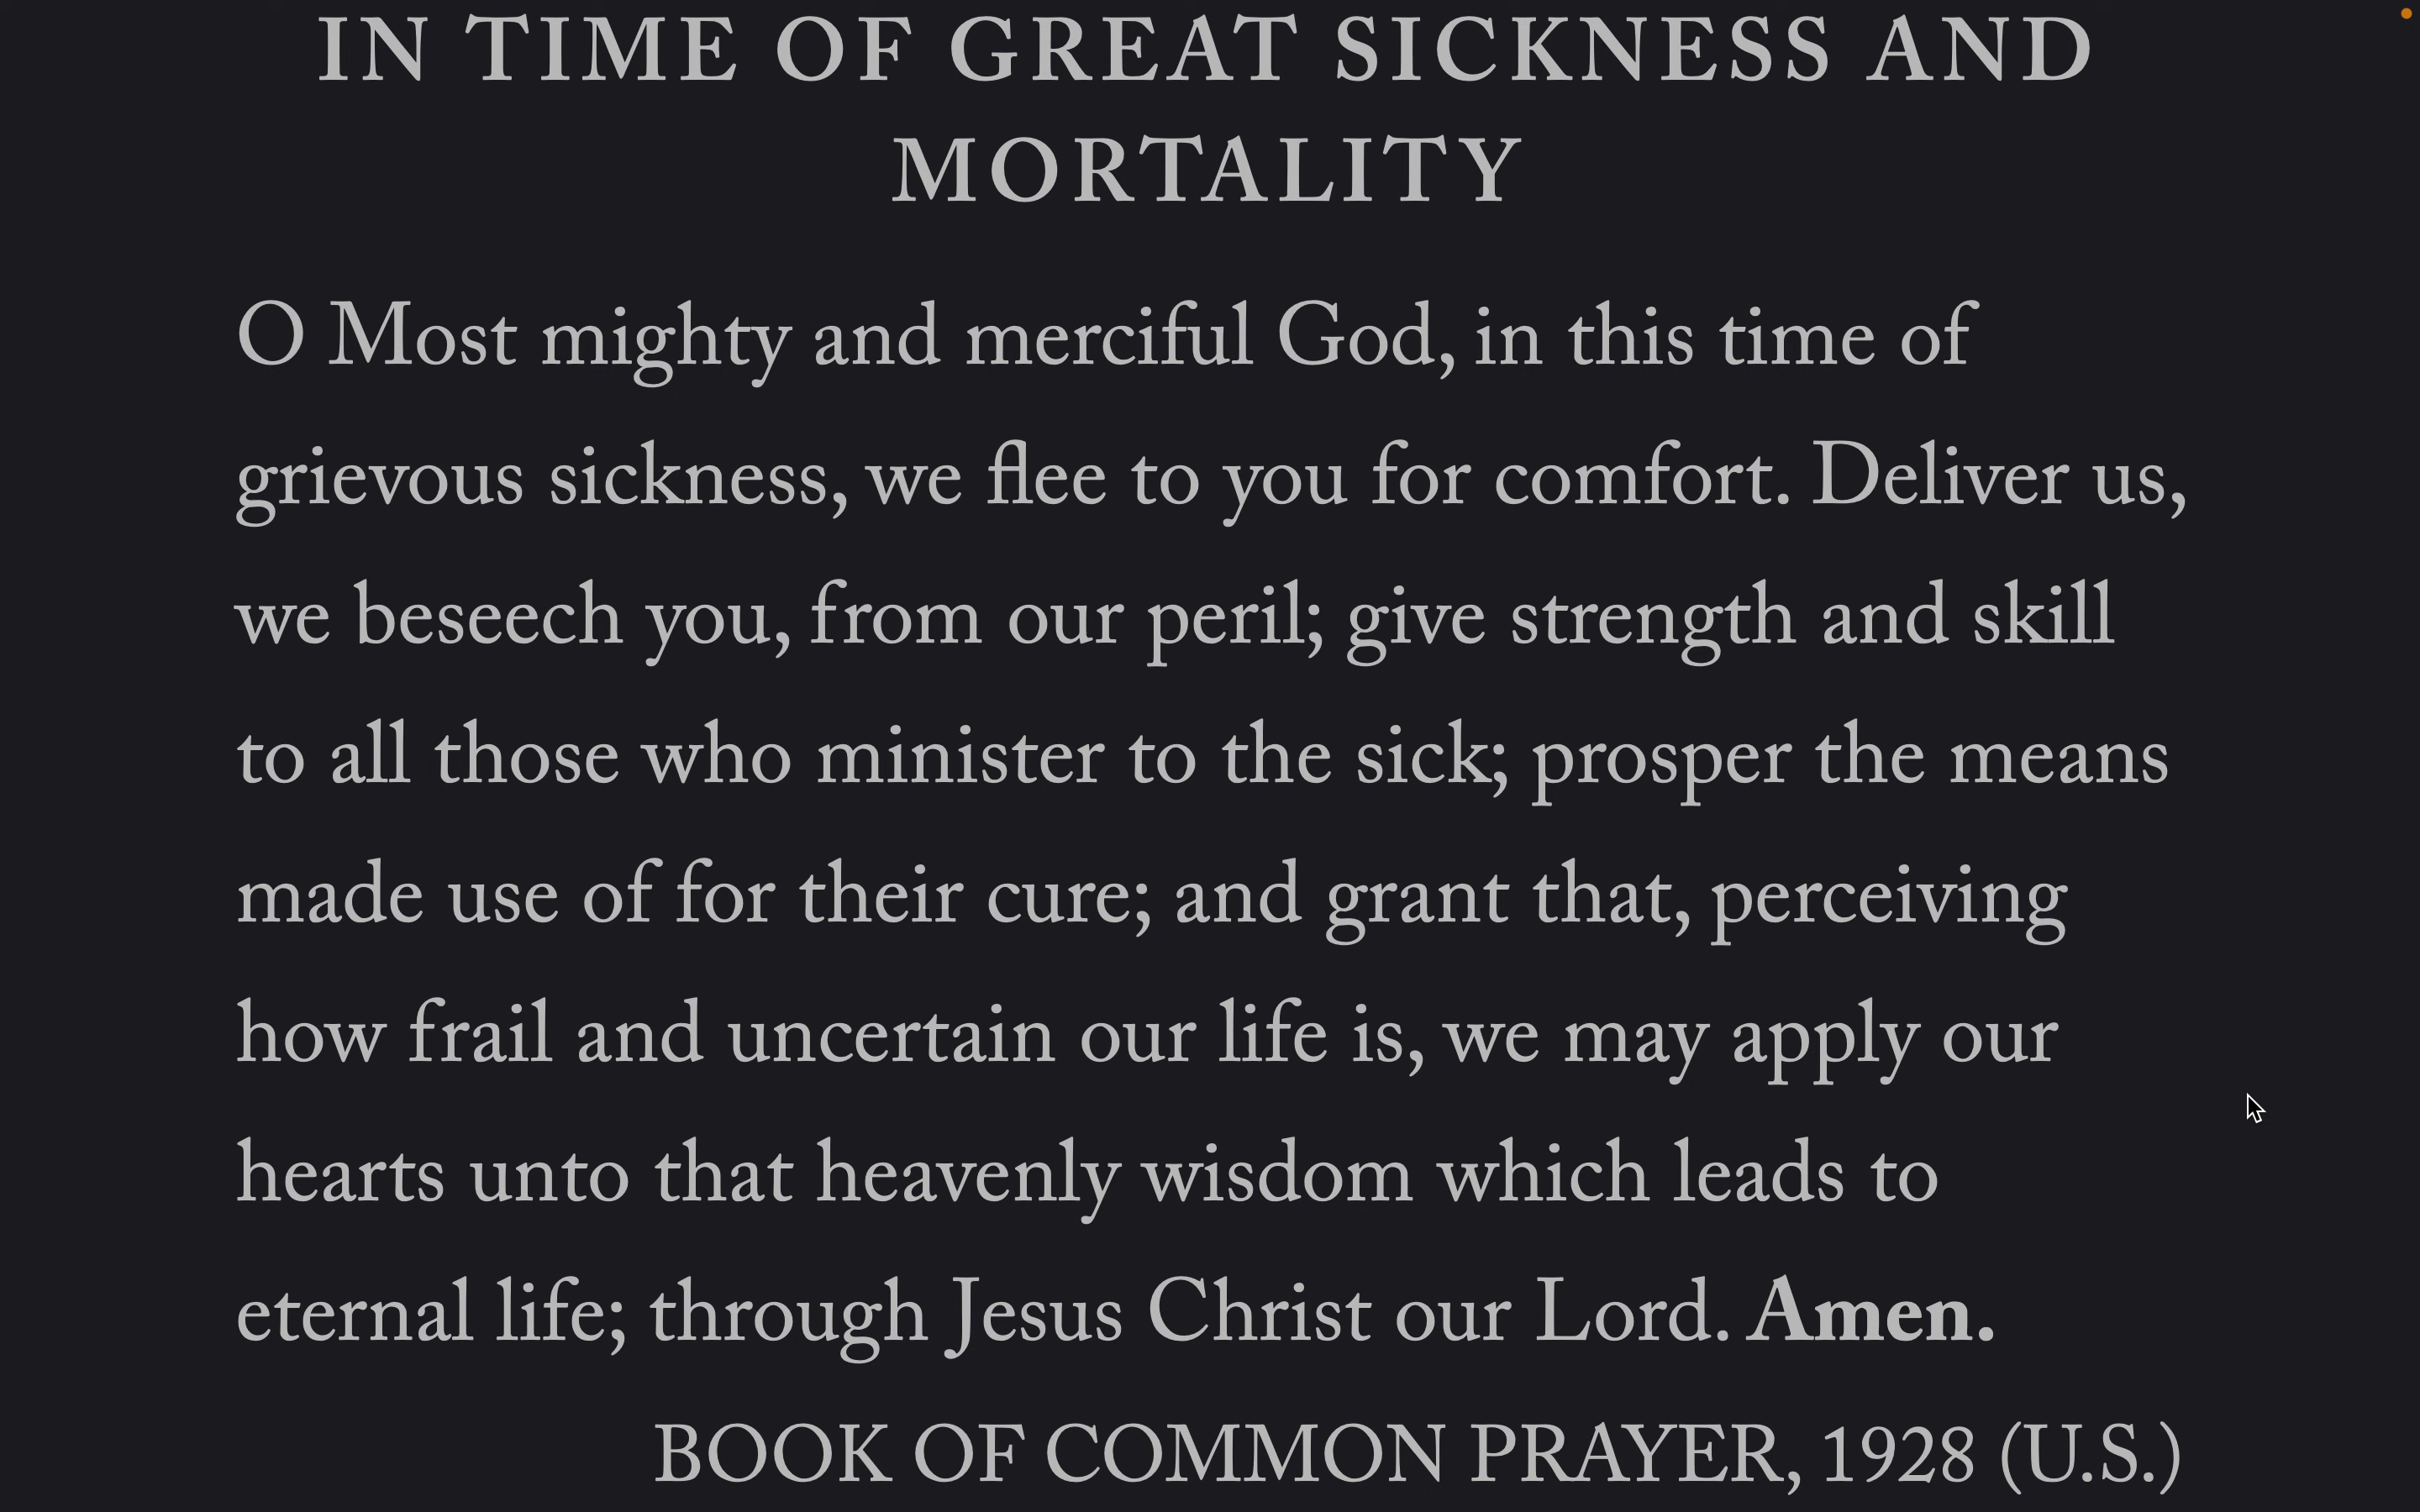 IN TIME OF GREAT SICKNESS AND
MORTALITY
O Most mighty and merciful God, in this time of
grievous sickness, we flee to you for comfort. Deliver us,
we beseech you, from our peril; give strength and skill
to all those who minister to the sick; prosper the means
made use of for their cure; and grant that, perceiving
how frail and uncertain our life is, we may apply our
hearts unto that heavenly wisdom which leads to
eternal life; through Jesus Christ our Lord. Amen.
BOOK OF COMMON PRAYER, 1928 (U.S.)